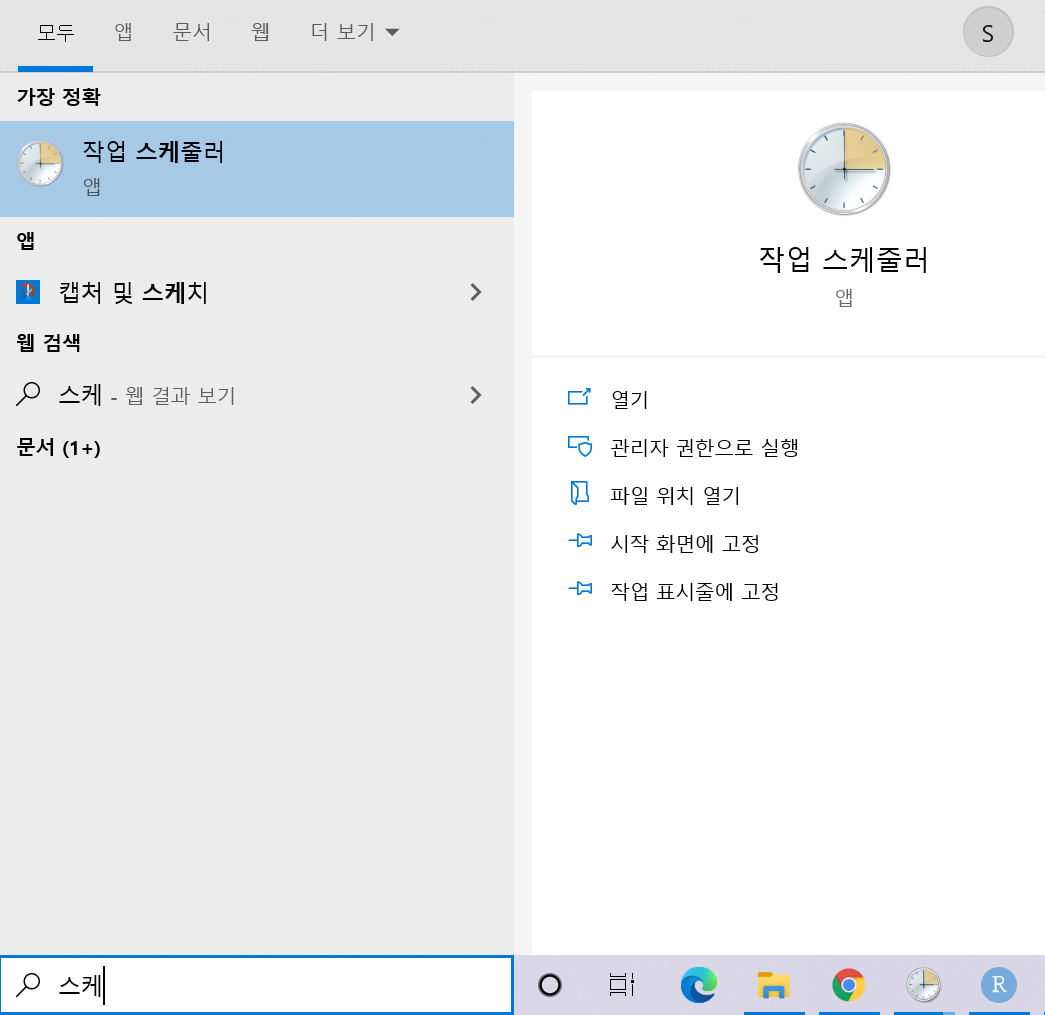 모두 앱 문서 웹 더 보기
S
가장 정확
작업 스케줄러
앱
앱
캡처 및 스케치
웹 검색
스케 - 웹 결과 보기
문서 (1+)
작업 스케줄러
앱
열기
관리자 권한으로 실행
파일 위치 열기
시작 화면에 고정
작업 표시줄에 고정
스케
R